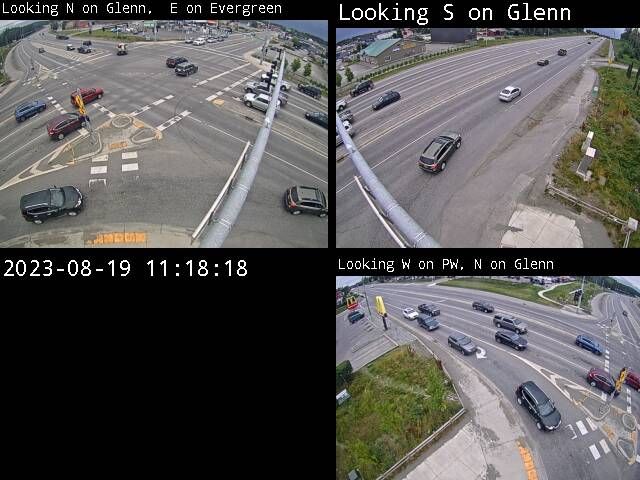 Looking N on Glenn,  E on Evergreen
Looking S on Glenn
2023-08-19 11:18:18
Looking W on PW, N on Glenn